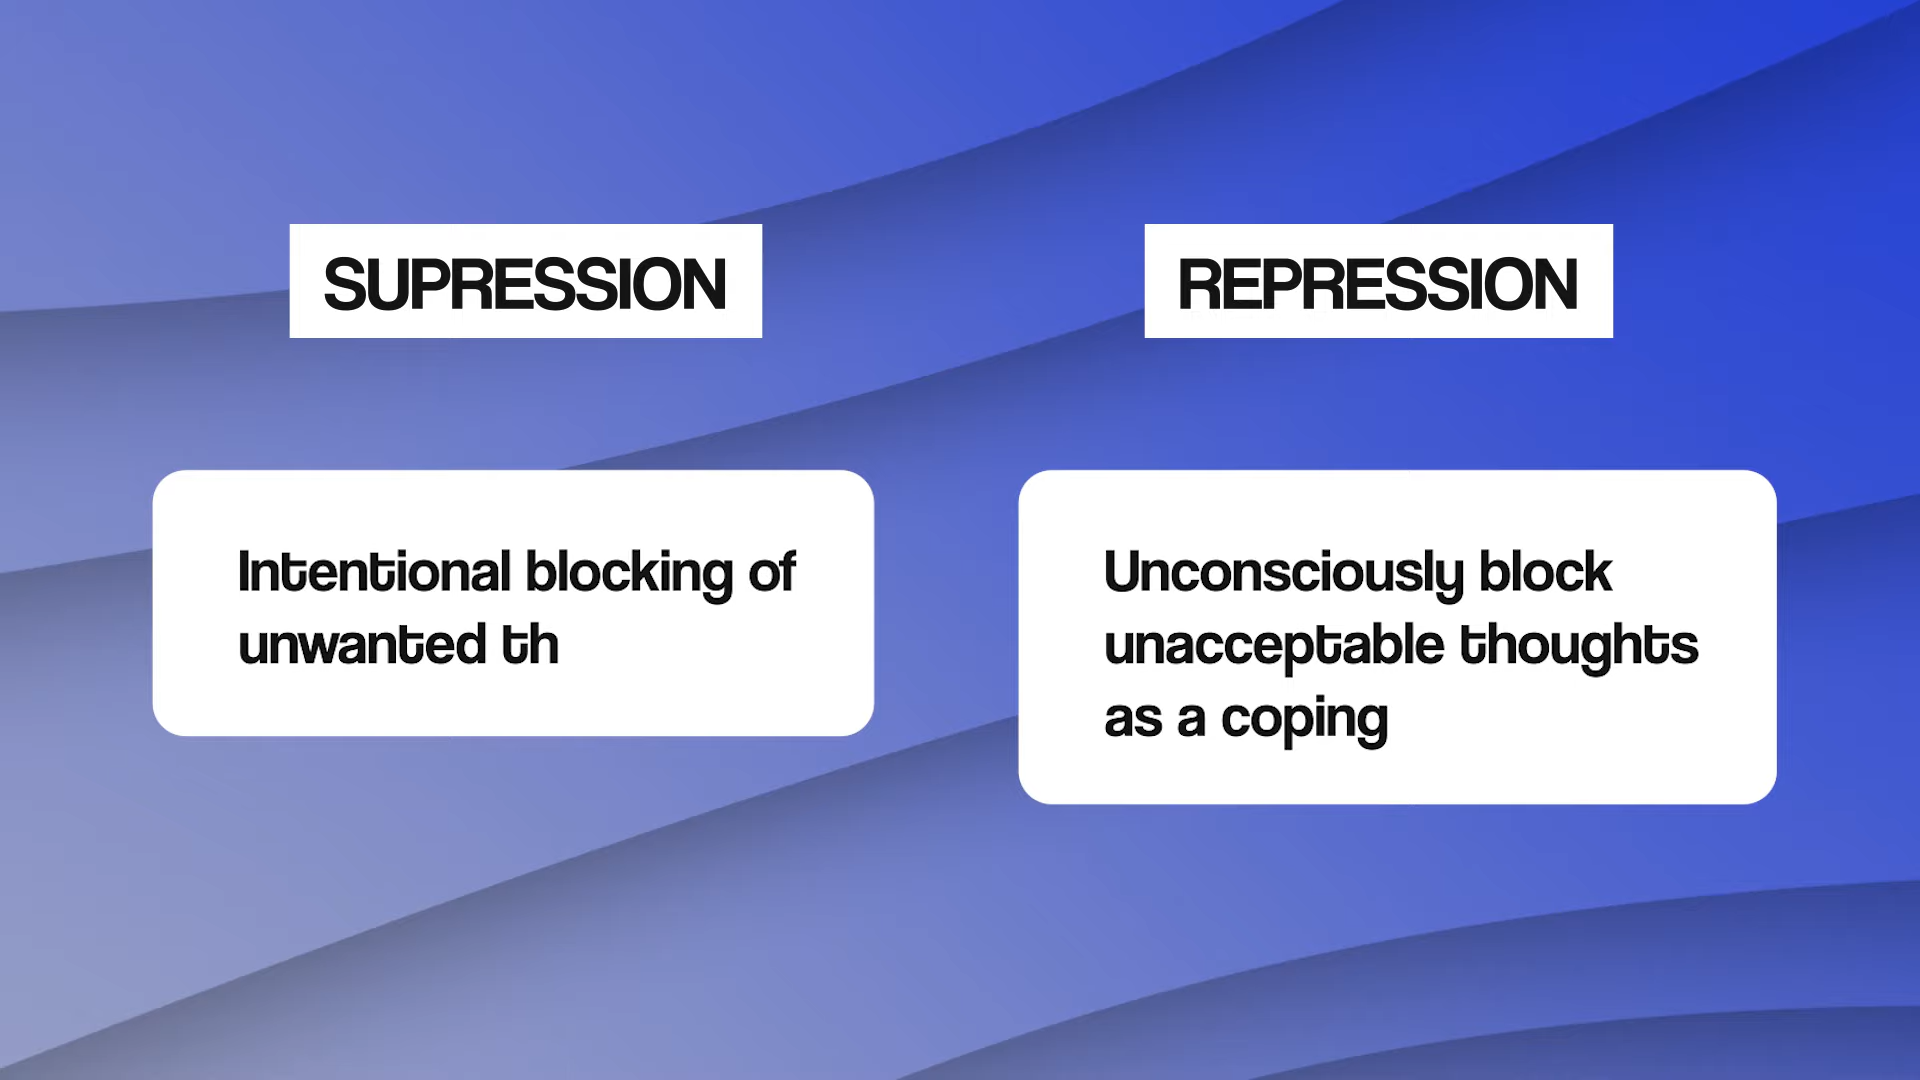 SUPRESSION
Intentional blocking of
unwanted th
REPRESSION
Unconsciously block
unacceptable thoughts
as a coping